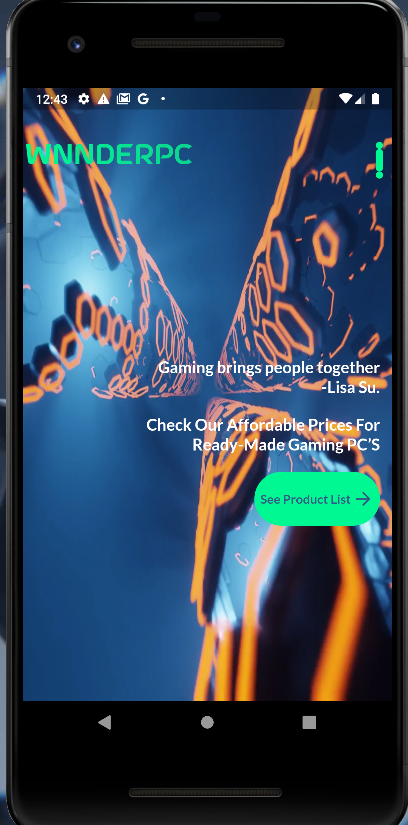 12:43
WNNDERPC
Gaming brings people together
-Lisa Su.
Check Our Affordable Prices For
Ready-Made Gaming PC'S
See Product List